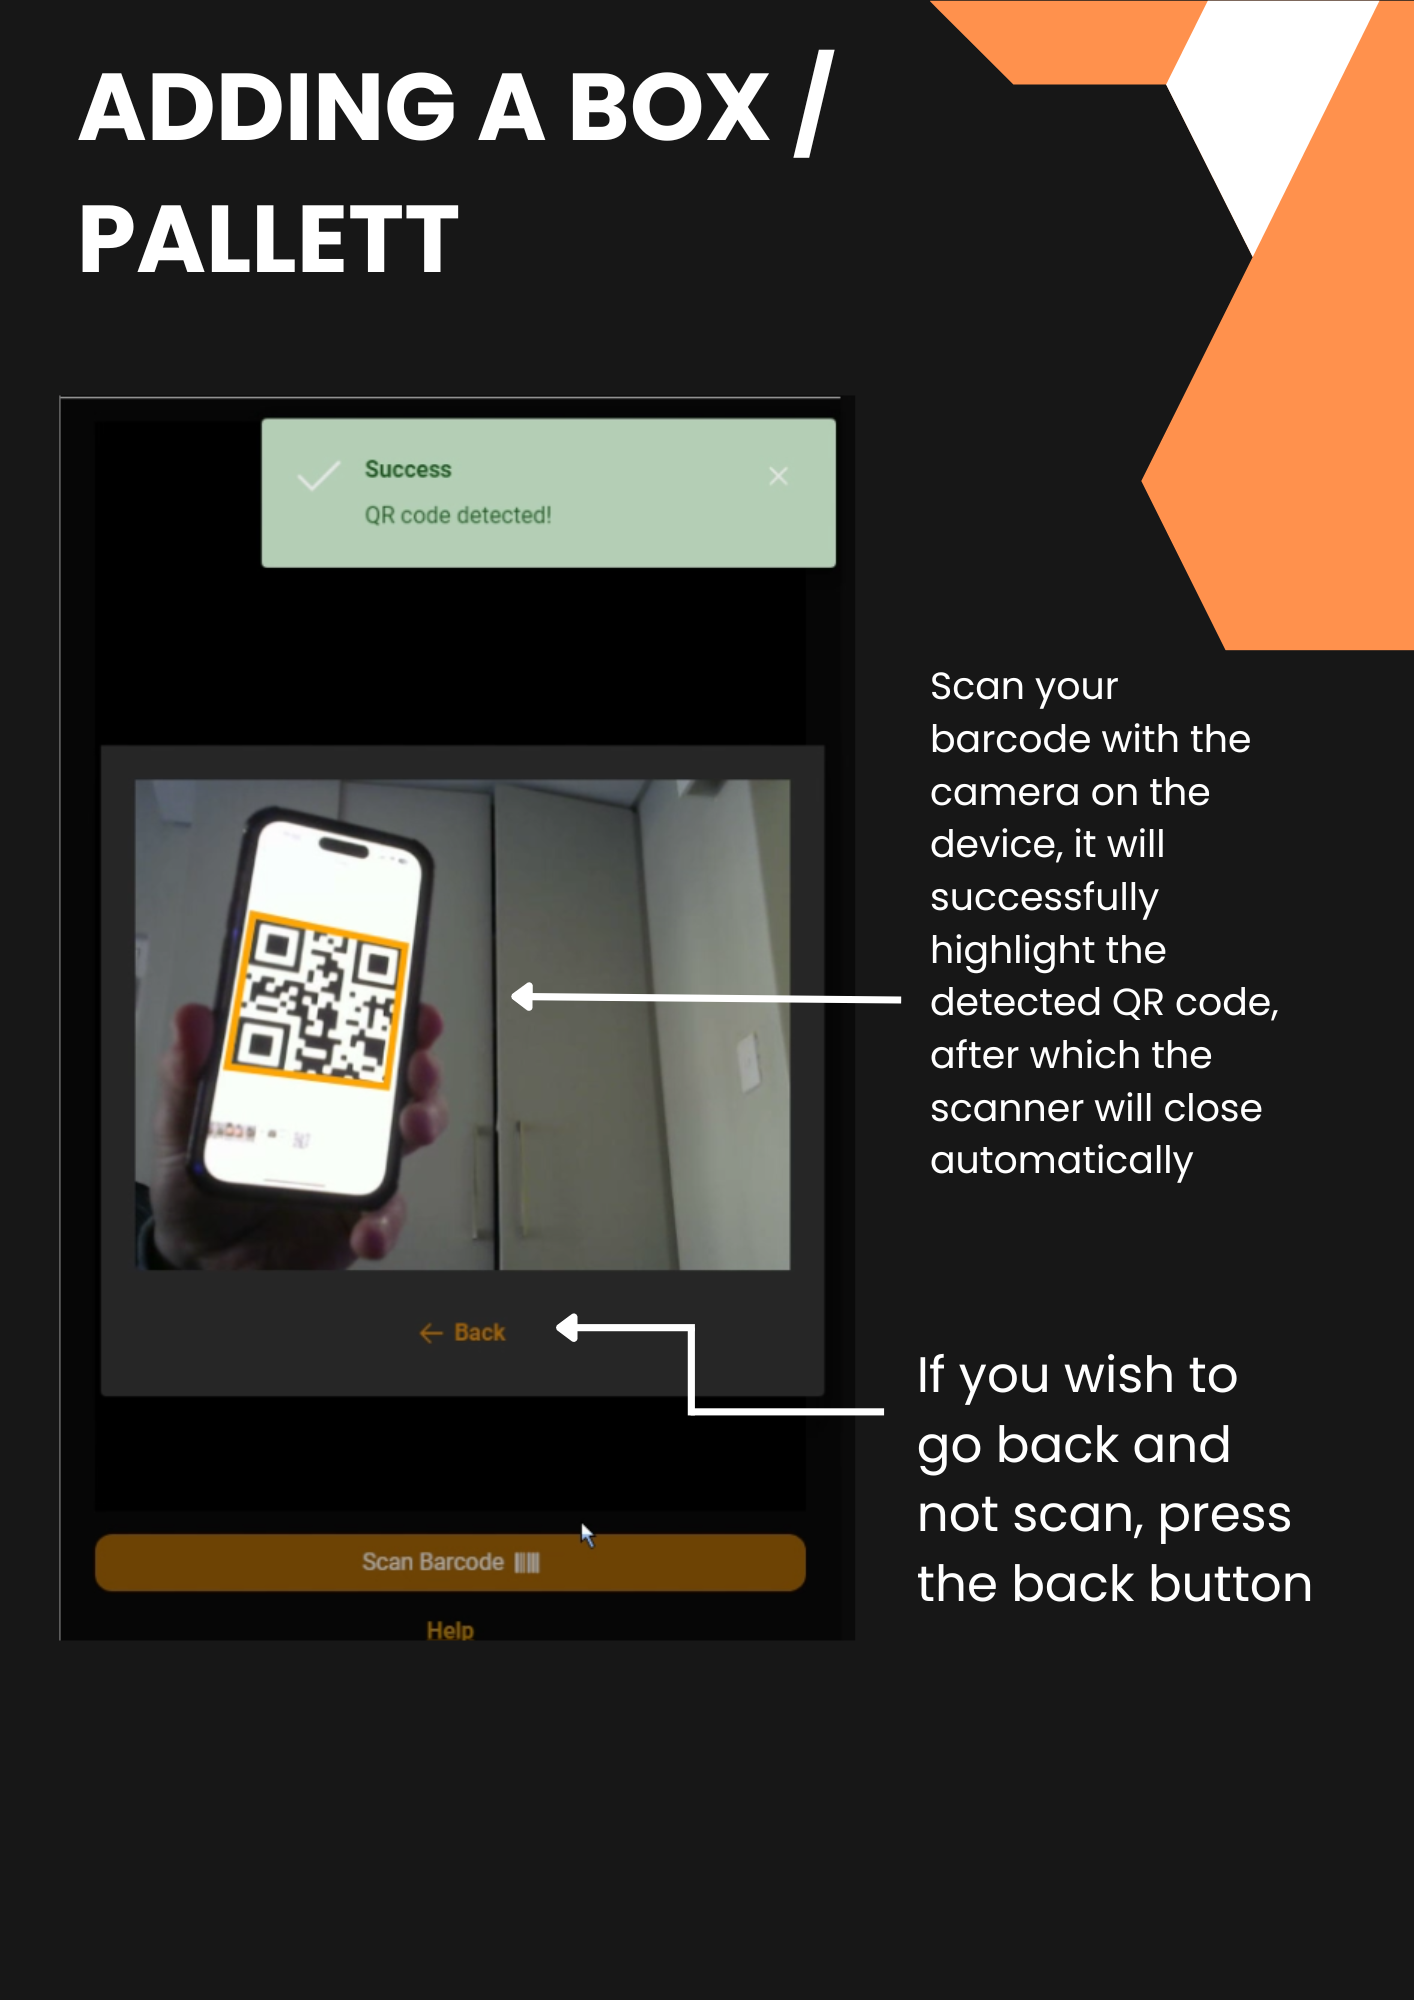 ADDING A BOX /
PALLETT
Success
QR code detected!
Scan your
barcode with the
camera on the
device, it will
successfully
highlight the
detected QR code,
after which the
scanner will close
automatically
Back
If you wish to
go back and
not scan, press
the back button
Scan Barcode
Help